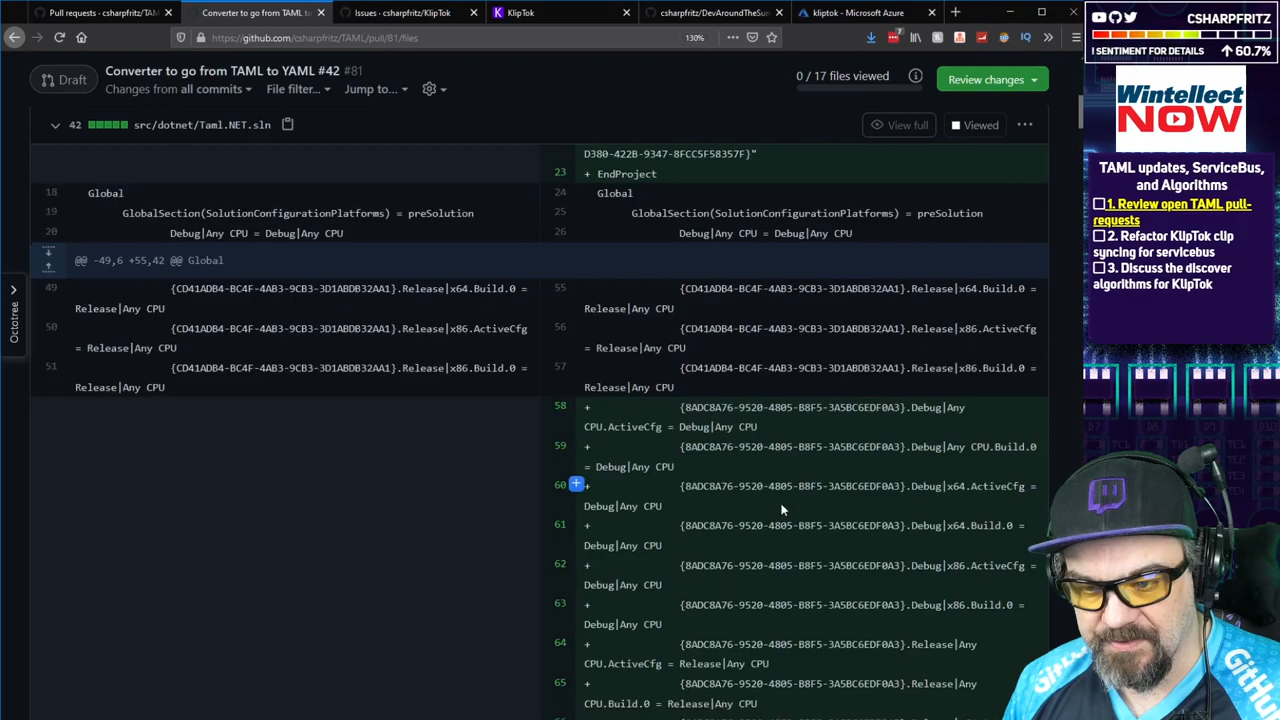 Pull requests · csharpfritz/TAM
Converter to go from TAML to
Issues · csharpfritz/KlipTok
KlipTok
csharpfritz/DevAroundTheSun
kliptok - Microsoft Azure
https://github.com/csharpfritz/TAML/pull/81/files
130%
Draft
Converter to go from TAML to YAML #42 #81
Changes from all commits
File fi...
Jump to...
0 / 17 files viewed
Review changes
42
src/dotnet/Taml.NET.sln
View full
Viewed
D380-422B-9347-8FCC5F58357F}"
23 + EndProject
18 Global
24 Global
19 GlobalSection(SolutionConfigurationPlatforms) = preSolution
25 GlobalSection(SolutionConfigurationPlatforms) = preSolution
20 Debug|Any CPU = Debug|Any CPU
26 Debug|Any CPU = Debug|Any CPU
@@ -49,6 +55,42 @@ Global
49 {CD41ADB4-BC4F-4AB3-9CB3-3D1ABDB32AA1}.Release|x64.Build.0 =
Release|Any CPU
50 {CD41ADB4-BC4F-4AB3-9CB3-3D1ABDB32AA1}.Release|x86.ActiveCfg
= Release|Any CPU
51 {CD41ADB4-BC4F-4AB3-9CB3-3D1ABDB32AA1}.Release|x86.Build.0 =
Release|Any CPU
55 {CD41ADB4-BC4F-4AB3-9CB3-3D1ABDB32AA1}.Release|x64.Build.0 =
Release|Any CPU
56 {CD41ADB4-BC4F-4AB3-9CB3-3D1ABDB32AA1}.Release|x86.ActiveCfg
= Release|Any CPU
57 {CD41ADB4-BC4F-4AB3-9CB3-3D1ABDB32AA1}.Release|x86.Build.0 =
Release|Any CPU
58 + {8ADC8A76-9520-4805-B8F5-3A5BC6EDF0A3}.Debug|Any
CPU.ActiveCfg = Debug|Any CPU
59 + {8ADC8A76-9520-4805-B8F5-3A5BC6EDF0A3}.Debug|Any CPU.Build.0
= Debug|Any CPU
60 + {8ADC8A76-9520-4805-B8F5-3A5BC6EDF0A3}.Debug|x64.ActiveCfg =
Debug|Any CPU
61 + {8ADC8A76-9520-4805-B8F5-3A5BC6EDF0A3}.Debug|x64.Build.0 =
Debug|Any CPU
62 + {8ADC8A76-9520-4805-B8F5-3A5BC6EDF0A3}.Debug|x86.ActiveCfg =
Debug|Any CPU
63 + {8ADC8A76-9520-4805-B8F5-3A5BC6EDF0A3}.Debug|x86.Build.0 =
Debug|Any CPU
64 + {8ADC8A76-9520-4805-B8F5-3A5BC6EDF0A3}.Release|Any
CPU.ActiveCfg = Release|Any CPU
65 + {8ADC8A76-9520-4805-B8F5-3A5BC6EDF0A3}.Release|Any
CPU.Build.0 = Release|Any CPU
Octotree
CSHARPFRITZ
! SENTIMENT FOR DETAILS
60.7%
Wintellect
NOW
TAML updates, ServiceBus,
and Algorithms
1. Review open TAML pull-
requests
2. Refactor KlipTok clip
syncing for servicebus
3. Discuss the discover
algorithms for KlipTok
GitHub